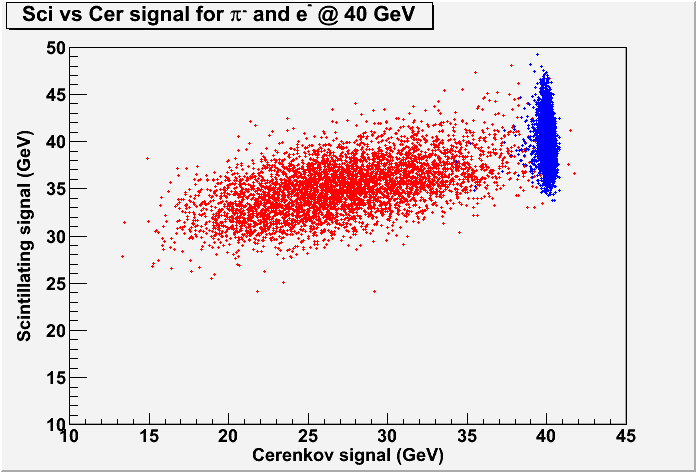 Sci vs Cer signal for π⁻ and e⁻ @ 40 GeV
50
45
40
35
30
25
20
15
10
Scintillating signal (GeV)
10 15 20 25 30 35 40 45
Cerenkov signal (GeV)